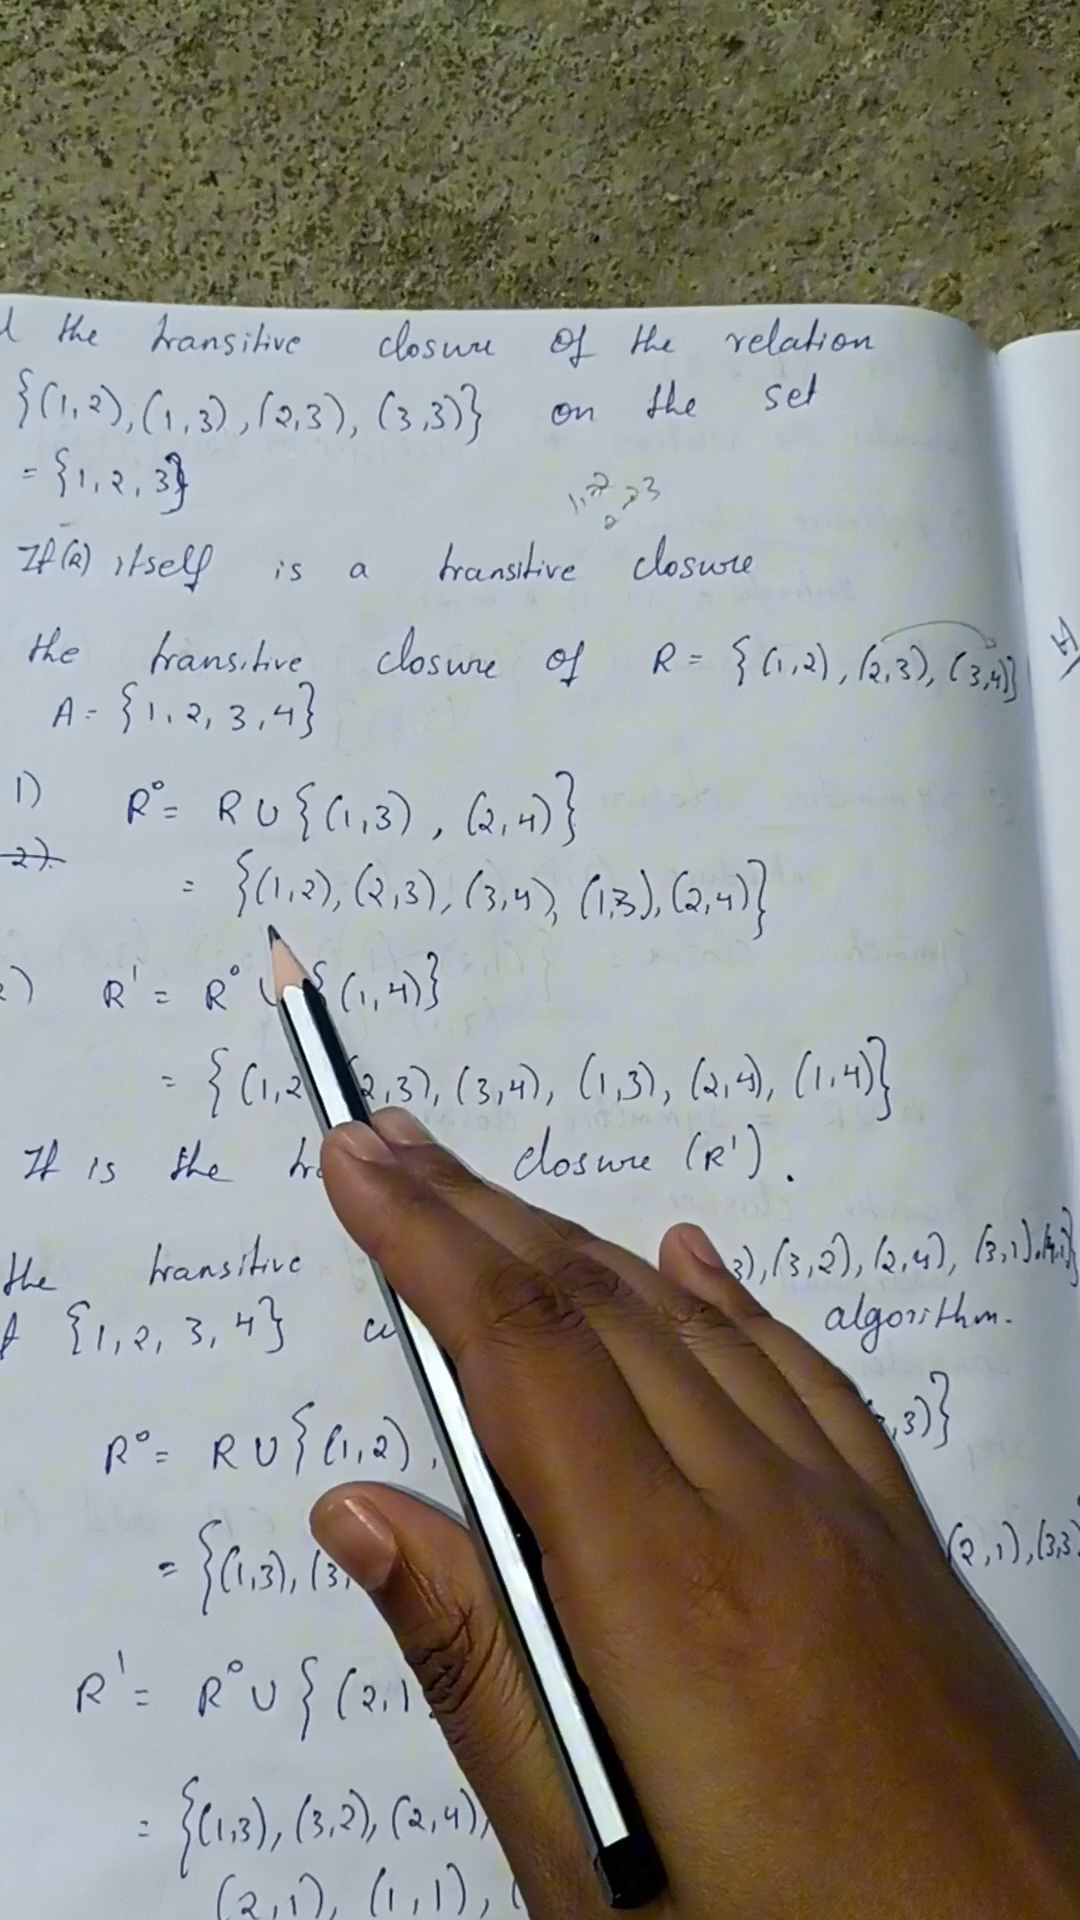 the transitive closure of the relation
{(1,2),(1,3),(2,3),(3,3)} on the set
= {1,2,3}
If (R) itself is a transitive closure
the transitive closure of R = {(1,2),(2,3),(3,4)}
A = {1,2,3,4}
1) R⁰ = R ∪ {(1,3), (2,4)}
2)
= {(1,2),(2,3),(3,4),(1,3),(2,4)}
R' = R⁰ ∪ {(1,4)}
= {(1,2 2,3),(3,4),(1,3),(2,4),(1,4)}
It is the closure (R').
the transitive 3),(3,2),(2,4),(3,1),(4,1)}
{1,2,3,4} algorithm.
R⁰ = R ∪ {(1,2), ,3)}
= {(1,3),(3, (2,1),(3,3)
R' = R⁰ ∪ {(2,1
= {(1,3),(3,2),(2,4),
(2,1), (1,1), (